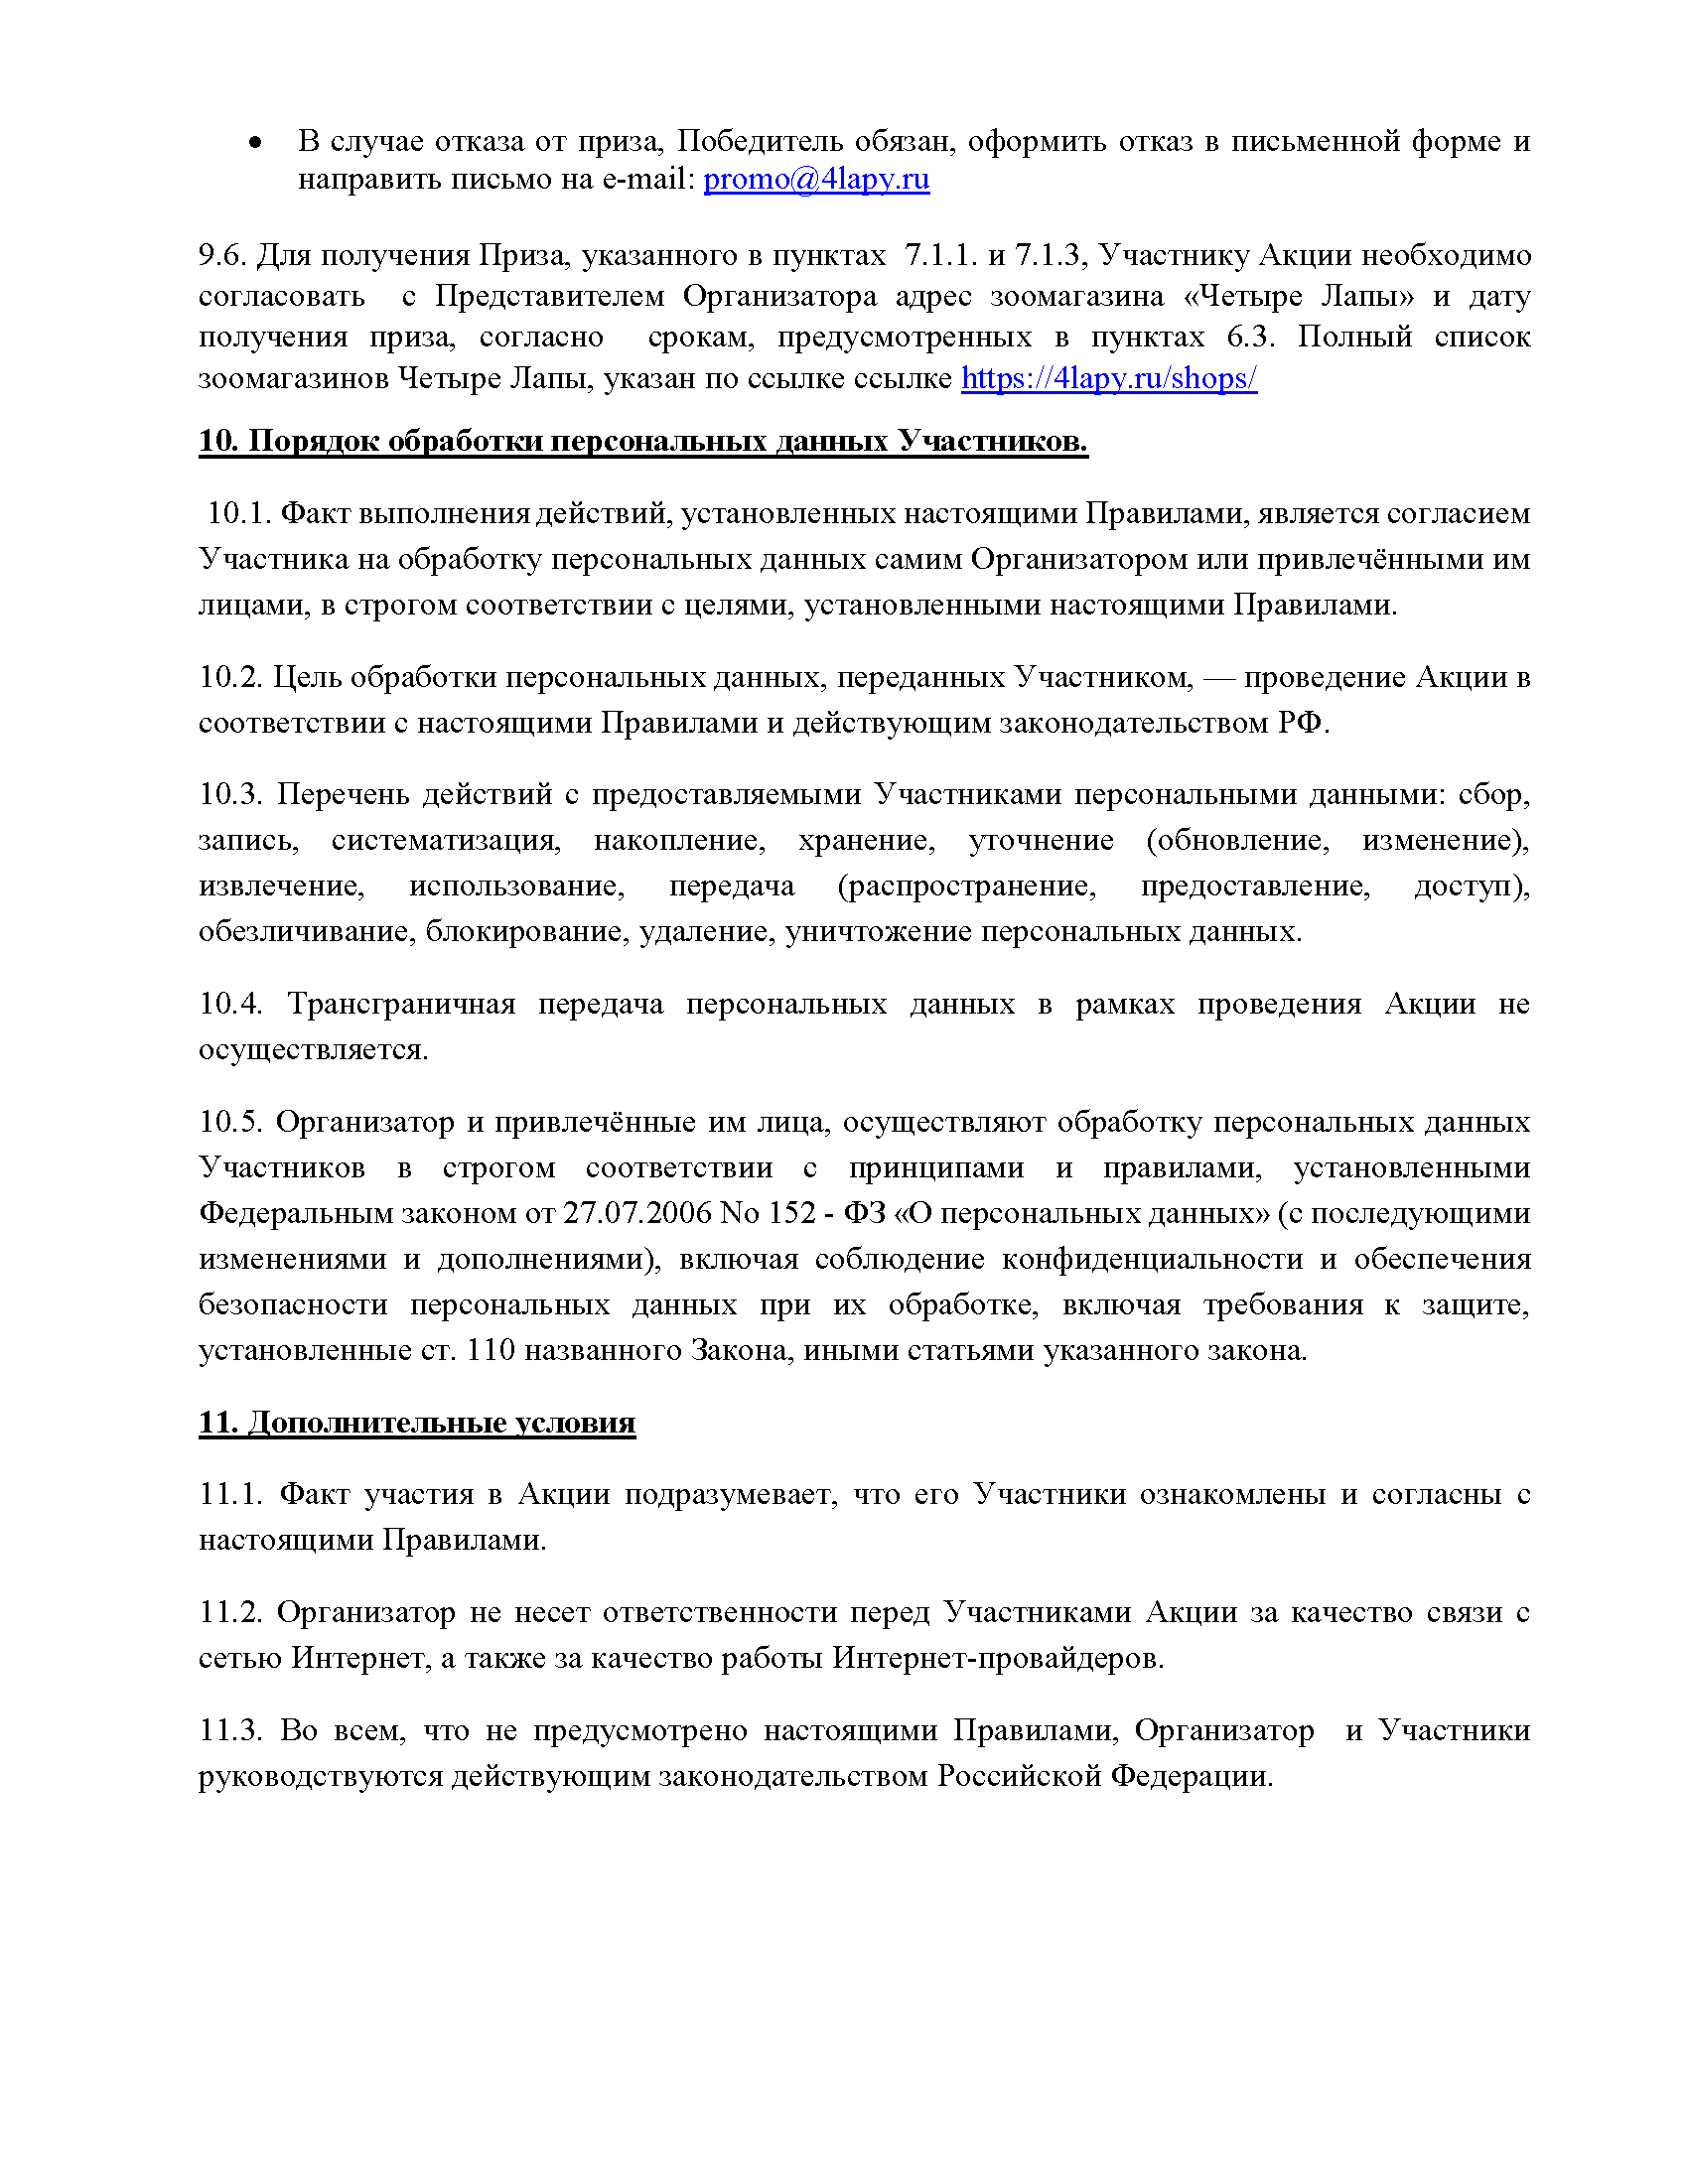 • В случае отказа от приза, Победитель обязан, оформить отказ в письменной форме и
направить письмо на e-mail: promo@4lapy.ru
9.6. Для получения Приза, указанного в пунктах 7.1.1. и 7.1.3, Участнику Акции необходимо
согласовать с Представителем Организатора адрес зоомагазина «Четыре Лапы» и дату
получения приза, согласно срокам, предусмотренных в пунктах 6.3. Полный список
зоомагазинов Четыре Лапы, указан по ссылке ссылке https://4lapy.ru/shops/
10. Порядок обработки персональных данных Участников.
10.1. Факт выполнения действий, установленных настоящими Правилами, является согласием
Участника на обработку персональных данных самим Организатором или привлечёнными им
лицами, в строгом соответствии с целями, установленными настоящими Правилами.
10.2. Цель обработки персональных данных, переданных Участником, — проведение Акции в
соответствии с настоящими Правилами и действующим законодательством РФ.
10.3. Перечень действий с предоставляемыми Участниками персональными данными: сбор,
запись, систематизация, накопление, хранение, уточнение (обновление, изменение),
извлечение, использование, передача (распространение, предоставление, доступ),
обезличивание, блокирование, удаление, уничтожение персональных данных.
10.4. Трансграничная передача персональных данных в рамках проведения Акции не
осуществляется.
10.5. Организатор и привлечённые им лица, осуществляют обработку персональных данных
Участников в строгом соответствии с принципами и правилами, установленными
Федеральным законом от 27.07.2006 No 152 - ФЗ «О персональных данных» (с последующими
изменениями и дополнениями), включая соблюдение конфиденциальности и обеспечения
безопасности персональных данных при их обработке, включая требования к защите,
установленные ст. 110 названного Закона, иными статьями указанного закона.
11. Дополнительные условия
11.1. Факт участия в Акции подразумевает, что его Участники ознакомлены и согласны с
настоящими Правилами.
11.2. Организатор не несет ответственности перед Участниками Акции за качество связи с
сетью Интернет, а также за качество работы Интернет-провайдеров.
11.3. Во всем, что не предусмотрено настоящими Правилами, Организатор и Участники
руководствуются действующим законодательством Российской Федерации.